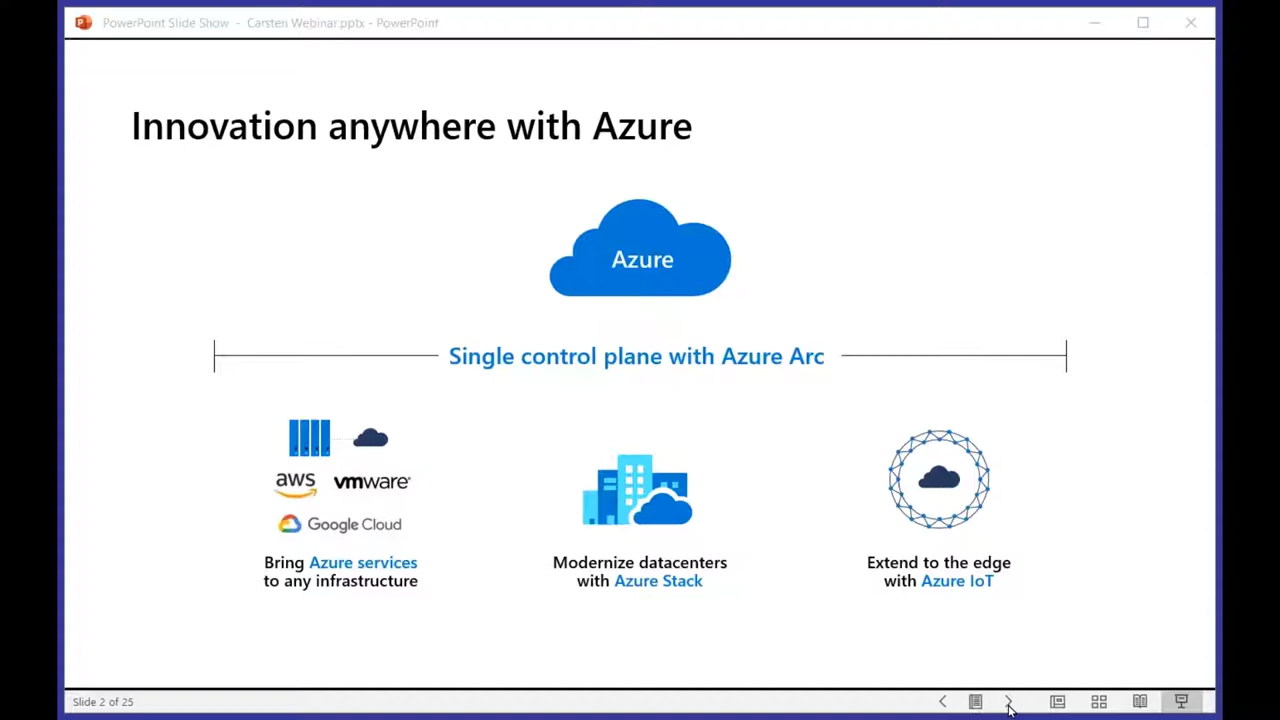 PowerPoint Slide Show - Carsten Webinar.pptx - PowerPoint
Innovation anywhere with Azure
Azure
Single control plane with Azure Arc
aws
vmware
Google Cloud
Bring Azure services
to any infrastructure
Modernize datacenters
with Azure Stack
Extend to the edge
with Azure IoT
Slide 2 of 25